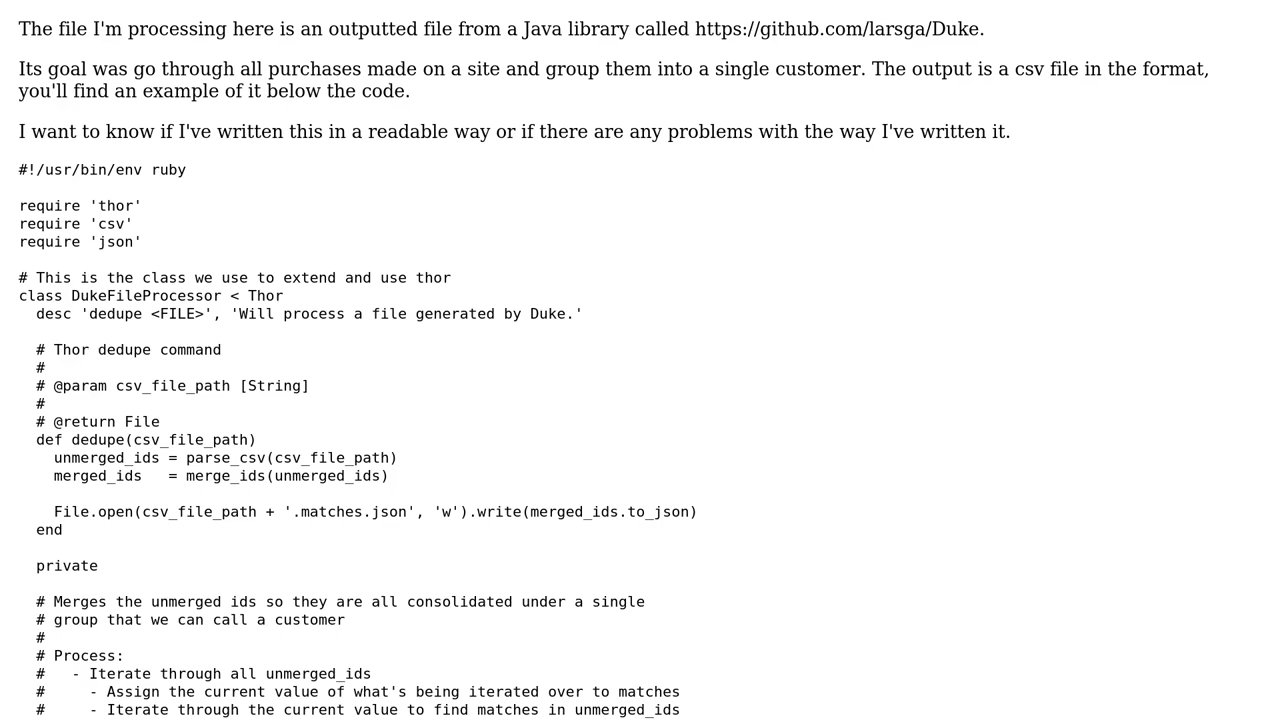 The file I'm processing here is an outputted file from a Java library called https://github.com/larsga/Duke.
Its goal was go through all purchases made on a site and group them into a single customer. The output is a csv file in the format,
you'll find an example of it below the code.
I want to know if I've written this in a readable way or if there are any problems with the way I've written it.
#!/usr/bin/env ruby
require 'thor'
require 'csv'
require 'json'
# This is the class we use to extend and use thor
class DukeFileProcessor < Thor
  desc 'dedupe <FILE>', 'Will process a file generated by Duke.'
  # Thor dedupe command
  #
  # @param csv_file_path [String]
  #
  # @return File
  def dedupe(csv_file_path)
    unmerged_ids = parse_csv(csv_file_path)
    merged_ids   = merge_ids(unmerged_ids)
    File.open(csv_file_path + '.matches.json', 'w').write(merged_ids.to_json)
  end
  private
  # Merges the unmerged ids so they are all consolidated under a single
  # group that we can call a customer
  #
  # Process:
  #   - Iterate through all unmerged_ids
  #     - Assign the current value of what's being iterated over to matches
  #     - Iterate through the current value to find matches in unmerged_ids